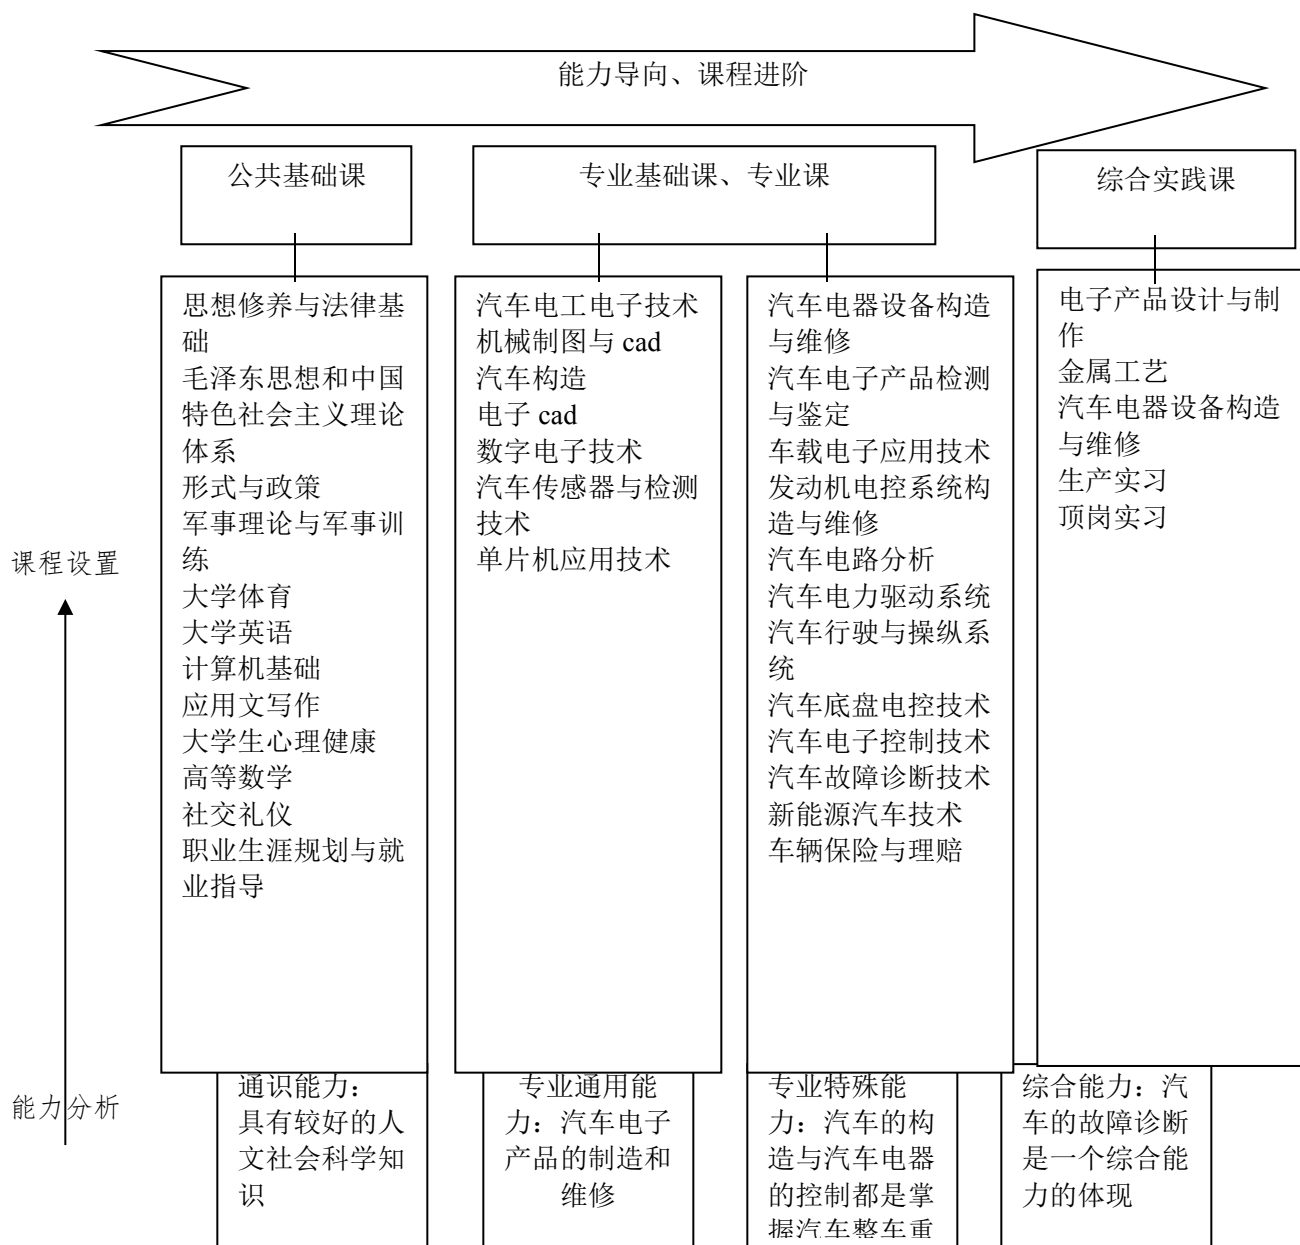 能力导向、课程进阶
公共基础课
专业基础课、专业课
综合实践课
思想修养与法律基
础
毛泽东思想和中国
特色社会主义理论
体系
形式与政策
军事理论与军事训
练
大学体育
大学英语
计算机基础
应用文写作
大学生心理健康
高等数学
社交礼仪
职业生涯规划与就
业指导
汽车电工电子技术
机械制图与 cad
汽车构造
电子 cad
数字电子技术
汽车传感器与检测
技术
单片机应用技术
汽车电器设备构造
与维修
汽车电子产品检测
与鉴定
车载电子应用技术
发动机电控系统构
造与维修
汽车电路分析
汽车电力驱动系统
汽车行驶与操纵系
统
汽车底盘电控技术
汽车电子控制技术
汽车故障诊断技术
新能源汽车技术
车辆保险与理赔
电子产品设计与制
作
金属工艺
汽车电器设备构造
与维修
生产实习
顶岗实习
课程设置
能力分析
通识能力：
具有较好的人
文社会科学知
识
专业通用能
力：汽车电子
产品的制造和
维修
专业特殊能
力：汽车的构
造与汽车电器
的控制都是掌
握汽车整车重
综合能力：汽
车的故障诊断
是一个综合能
力的体现